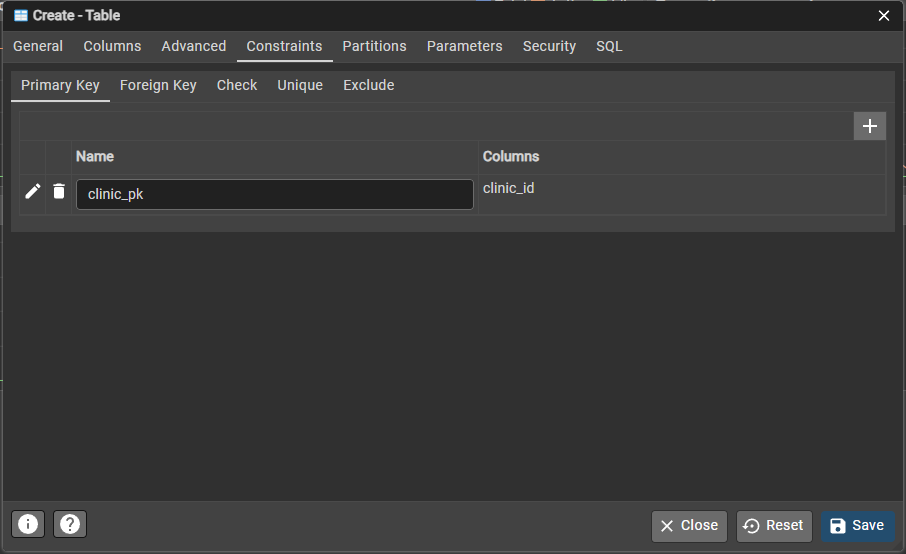 Create - Table
General Columns Advanced Constraints Partitions Parameters Security SQL
Primary Key Foreign Key Check Unique Exclude
Name Columns
clinic_pk clinic_id
Close Reset Save